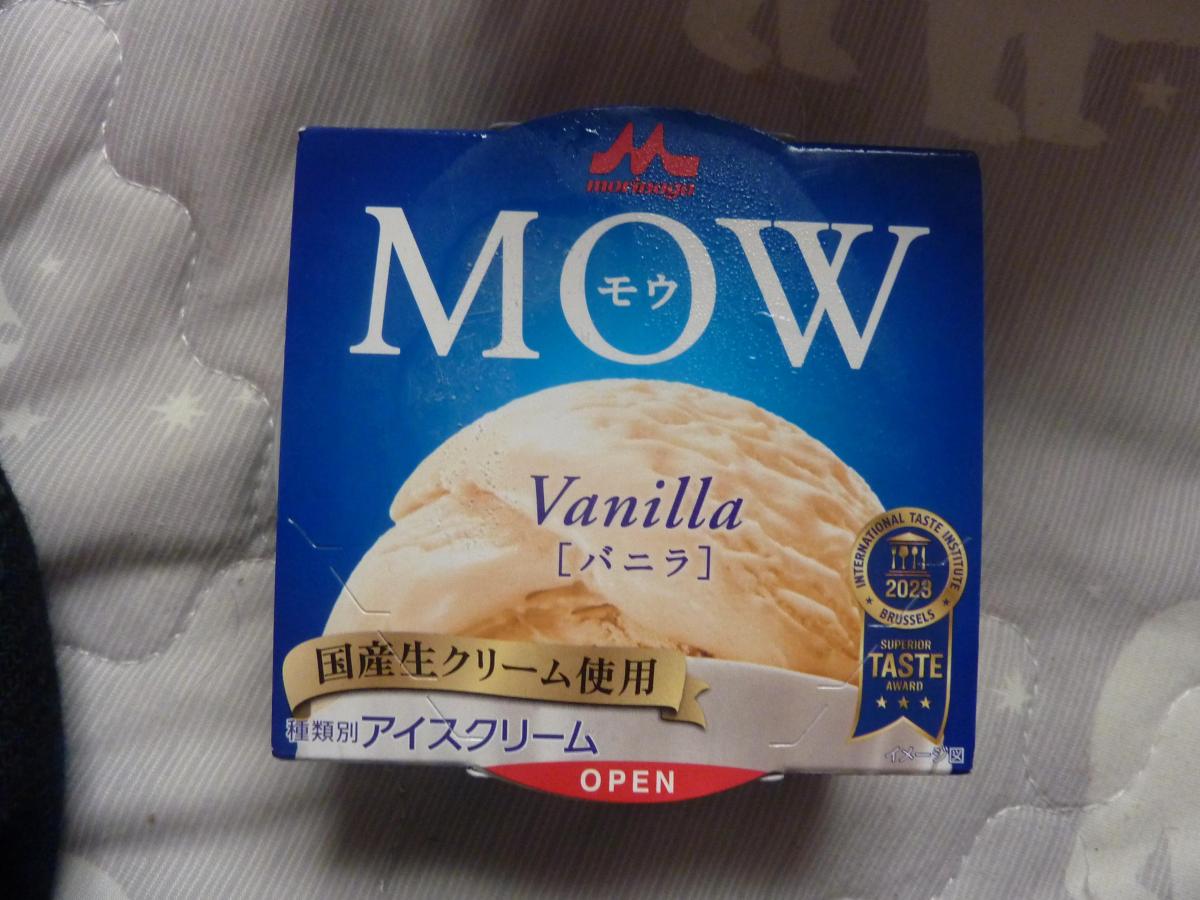 morinaga
MOW
モウ
Vanilla
[バニラ]
INTERNATIONAL TASTE INSTITUTE
2023
★ BRUSSELS ★
SUPERIOR
TASTE
AWARD
★ ★ ★
国産生クリーム使用
種類別アイスクリーム
イメージ図
OPEN